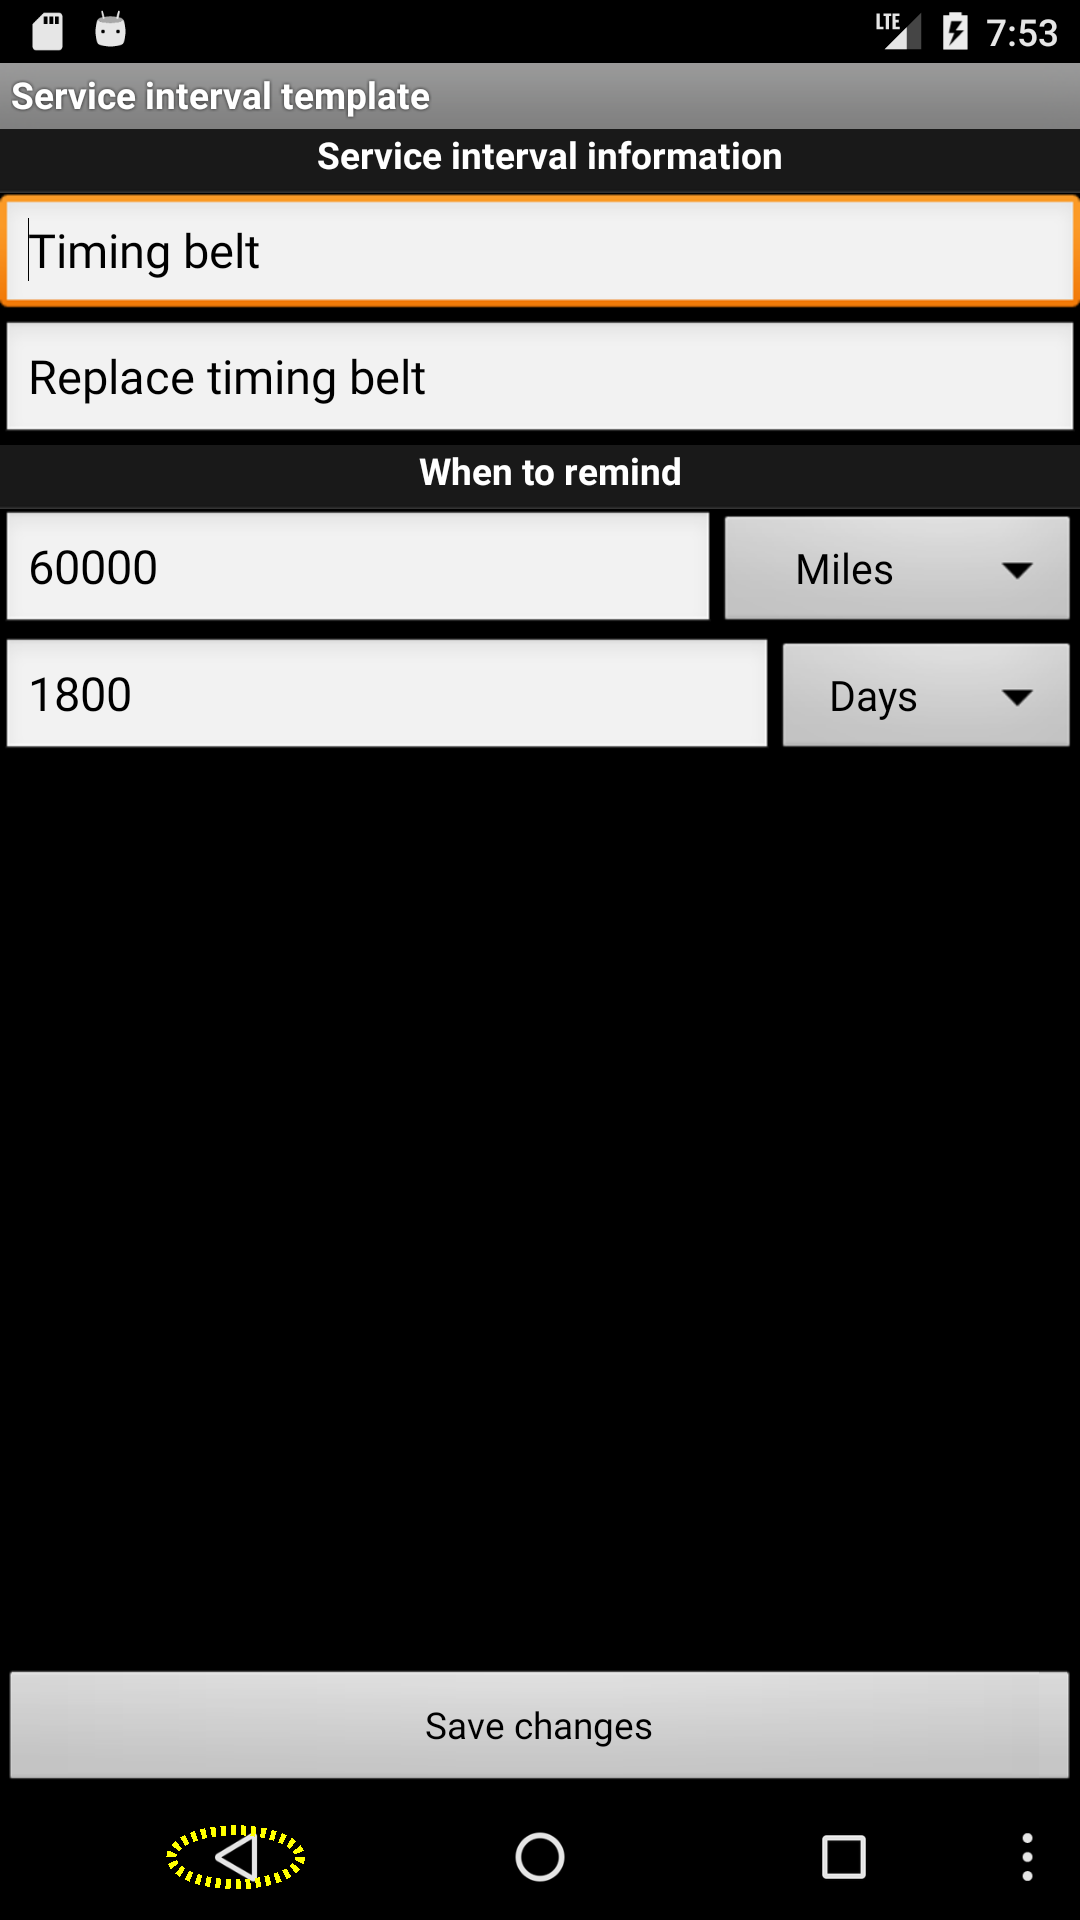 LTE 7:53
Service interval template
Service interval information
Timing belt
Replace timing belt
When to remind
60000 Miles
1800 Days
Save changes